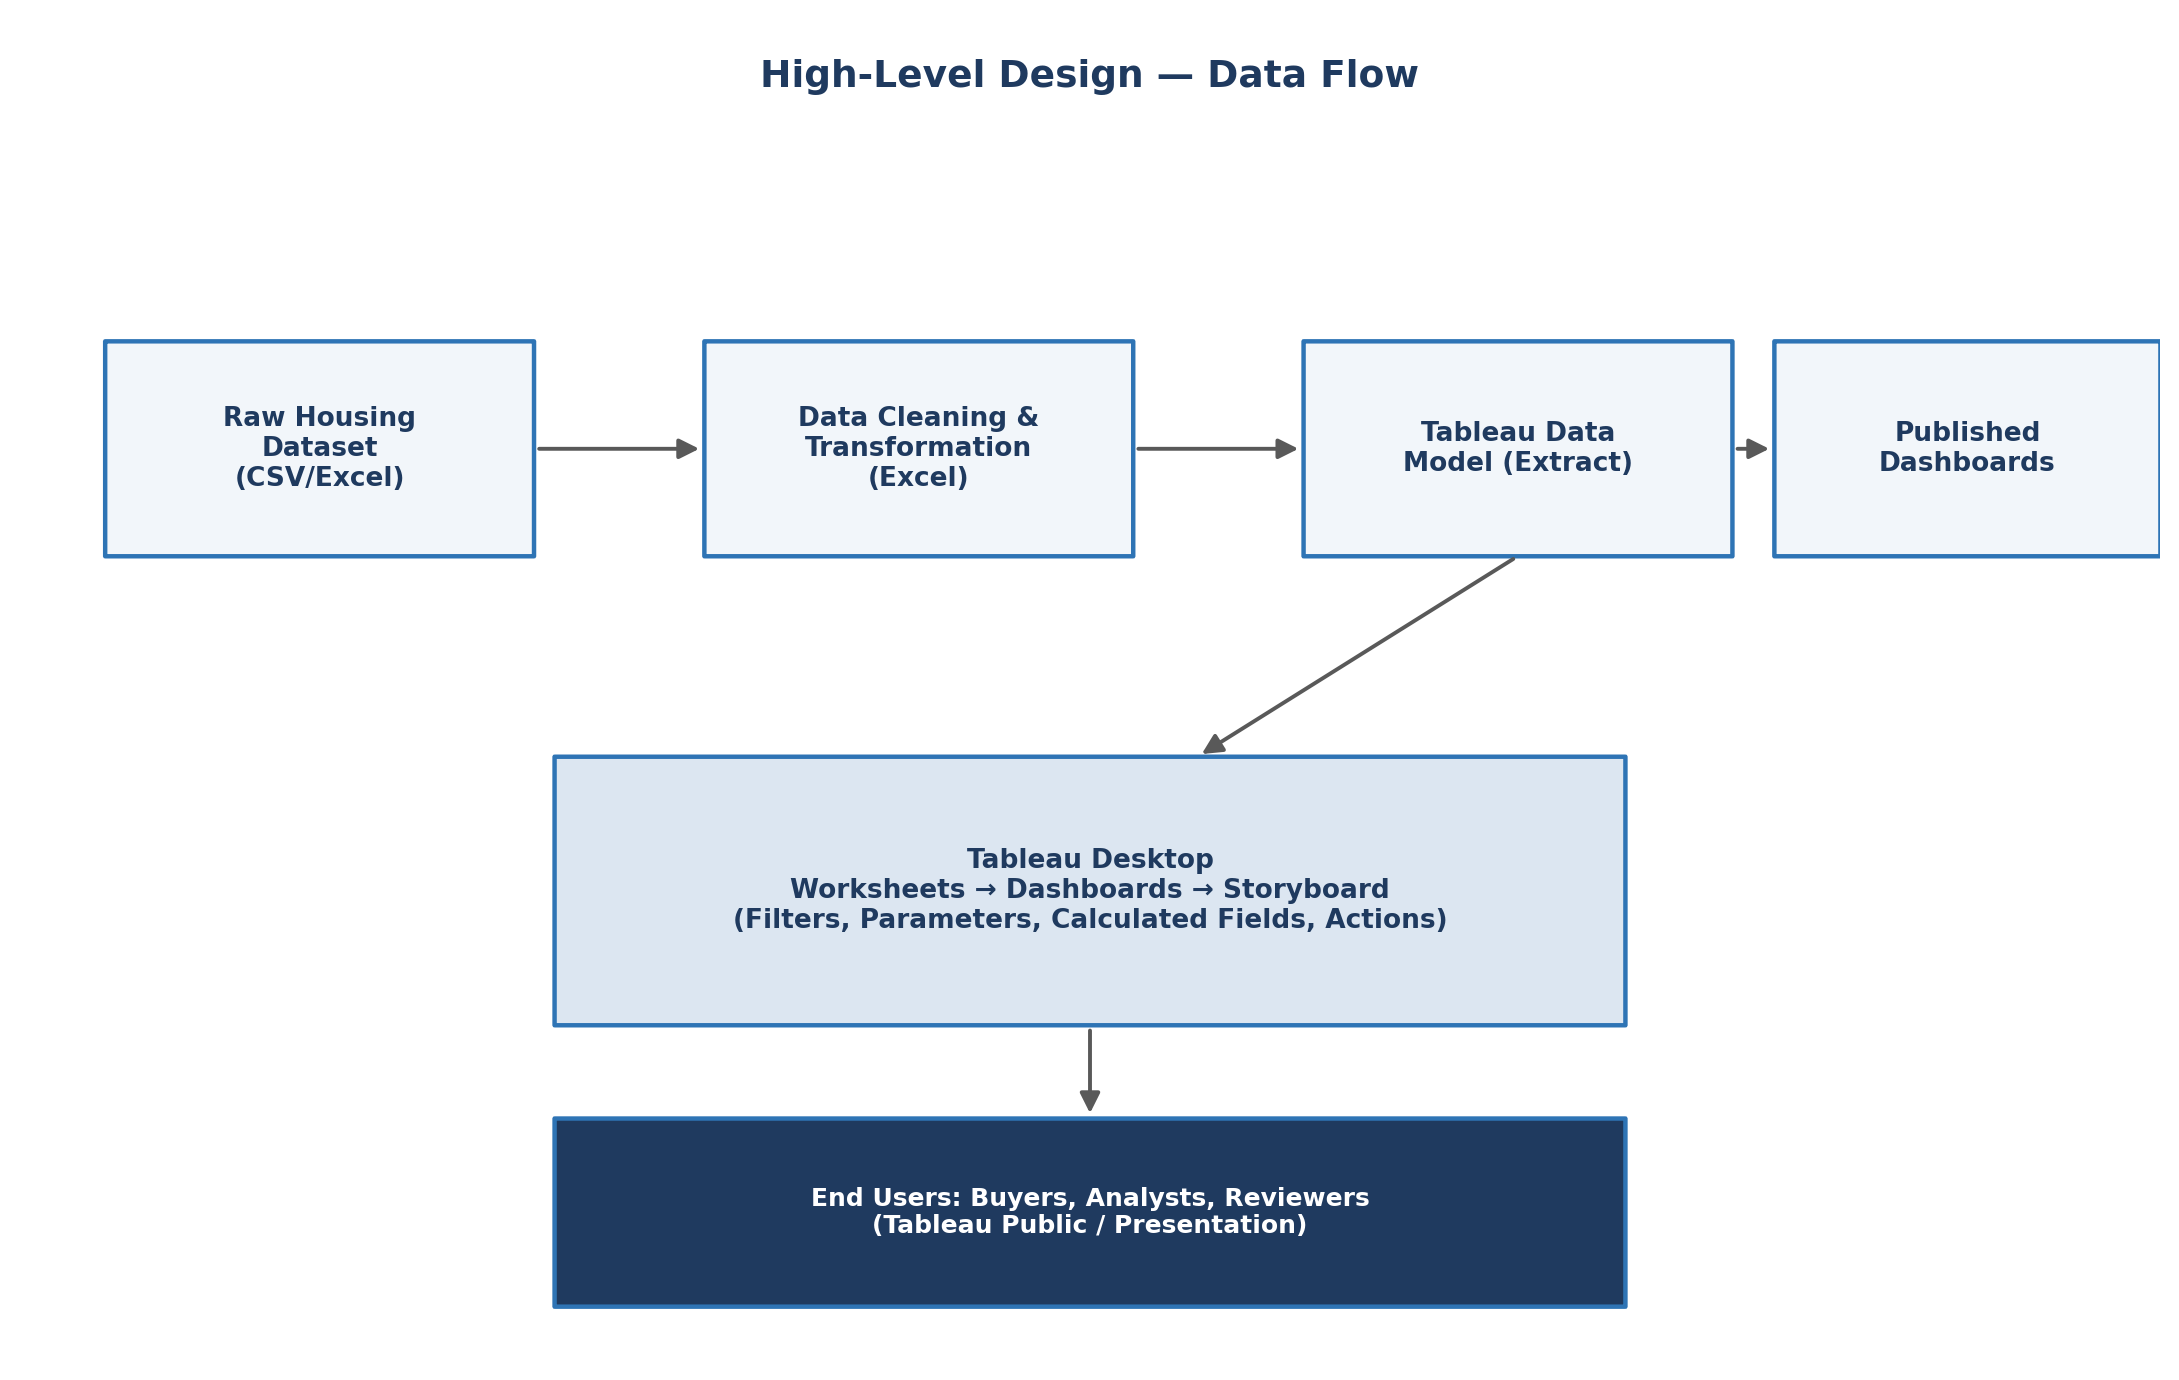 High-Level Design — Data Flow
Raw Housing
Dataset
(CSV/Excel)
Data Cleaning &
Transformation
(Excel)
Tableau Data
Model (Extract)
Published
Dashboards
Tableau Desktop
Worksheets → Dashboards → Storyboard
(Filters, Parameters, Calculated Fields, Actions)
End Users: Buyers, Analysts, Reviewers
(Tableau Public / Presentation)